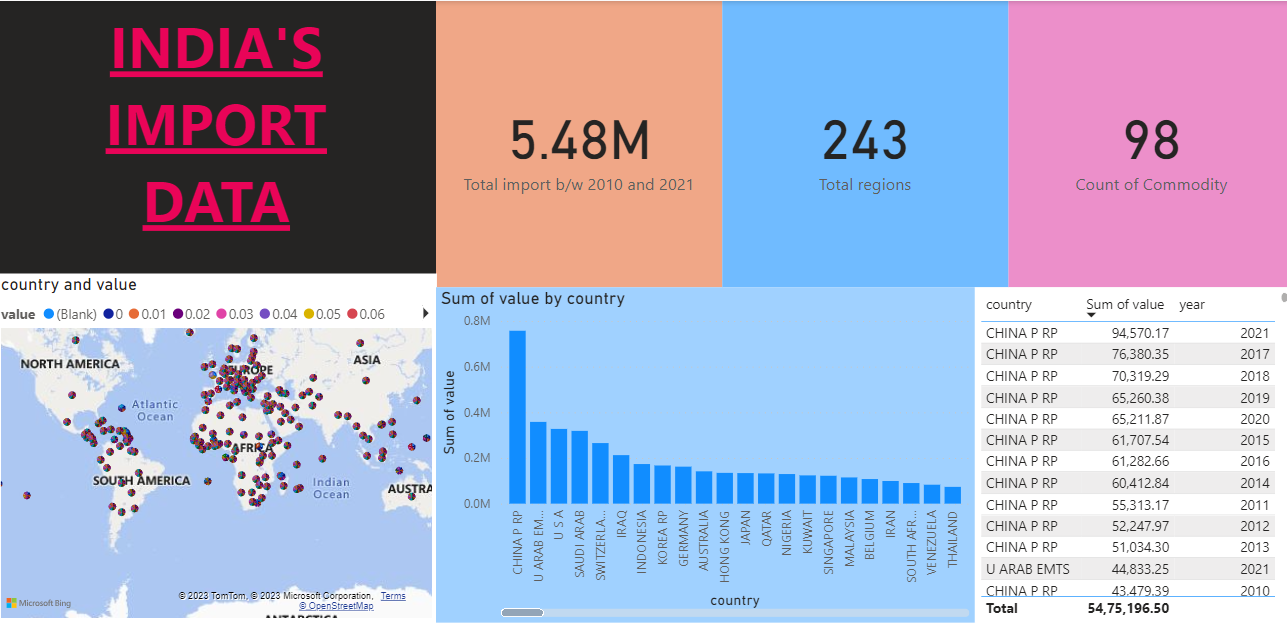 INDIA'S
IMPORT
DATA
5.48M
Total import b/w 2010 and 2021
243
Total regions
98
Count of Commodity
country and value
value (Blank) 0 0.01 0.02 0.03 0.04 0.05 0.06
NORTH AMERICA
EUROPE
ASIA
Atlantic
Ocean
AFRICA
SOUTH AMERICA
Indian
Ocean
AUSTRA
Microsoft Bing
© 2023 TomTom, © 2023 Microsoft Corporation, Terms
© OpenStreetMap
ANTARCTICA
Sum of value by country
Sum of value
0.8M
0.6M
0.4M
0.2M
0.0M
CHINA P RP
U ARAB EM...
U S A
SAUDI ARAB
SWITZERLA...
IRAQ
INDONESIA
KOREA RP
GERMANY
AUSTRALIA
HONG KONG
JAPAN
QATAR
NIGERIA
KUWAIT
SINGAPORE
MALAYSIA
BELGIUM
IRAN
SOUTH AFR...
VENEZUELA
THAILAND
country
country Sum of value year
CHINA P RP 94,570.17 2021
CHINA P RP 76,380.35 2017
CHINA P RP 70,319.29 2018
CHINA P RP 65,260.38 2019
CHINA P RP 65,211.87 2020
CHINA P RP 61,707.54 2015
CHINA P RP 61,282.66 2016
CHINA P RP 60,412.84 2014
CHINA P RP 55,313.17 2011
CHINA P RP 52,247.97 2012
CHINA P RP 51,034.30 2013
U ARAB EMTS 44,833.25 2021
CHINA P RP 43,479.39 2010
Total 54,75,196.50